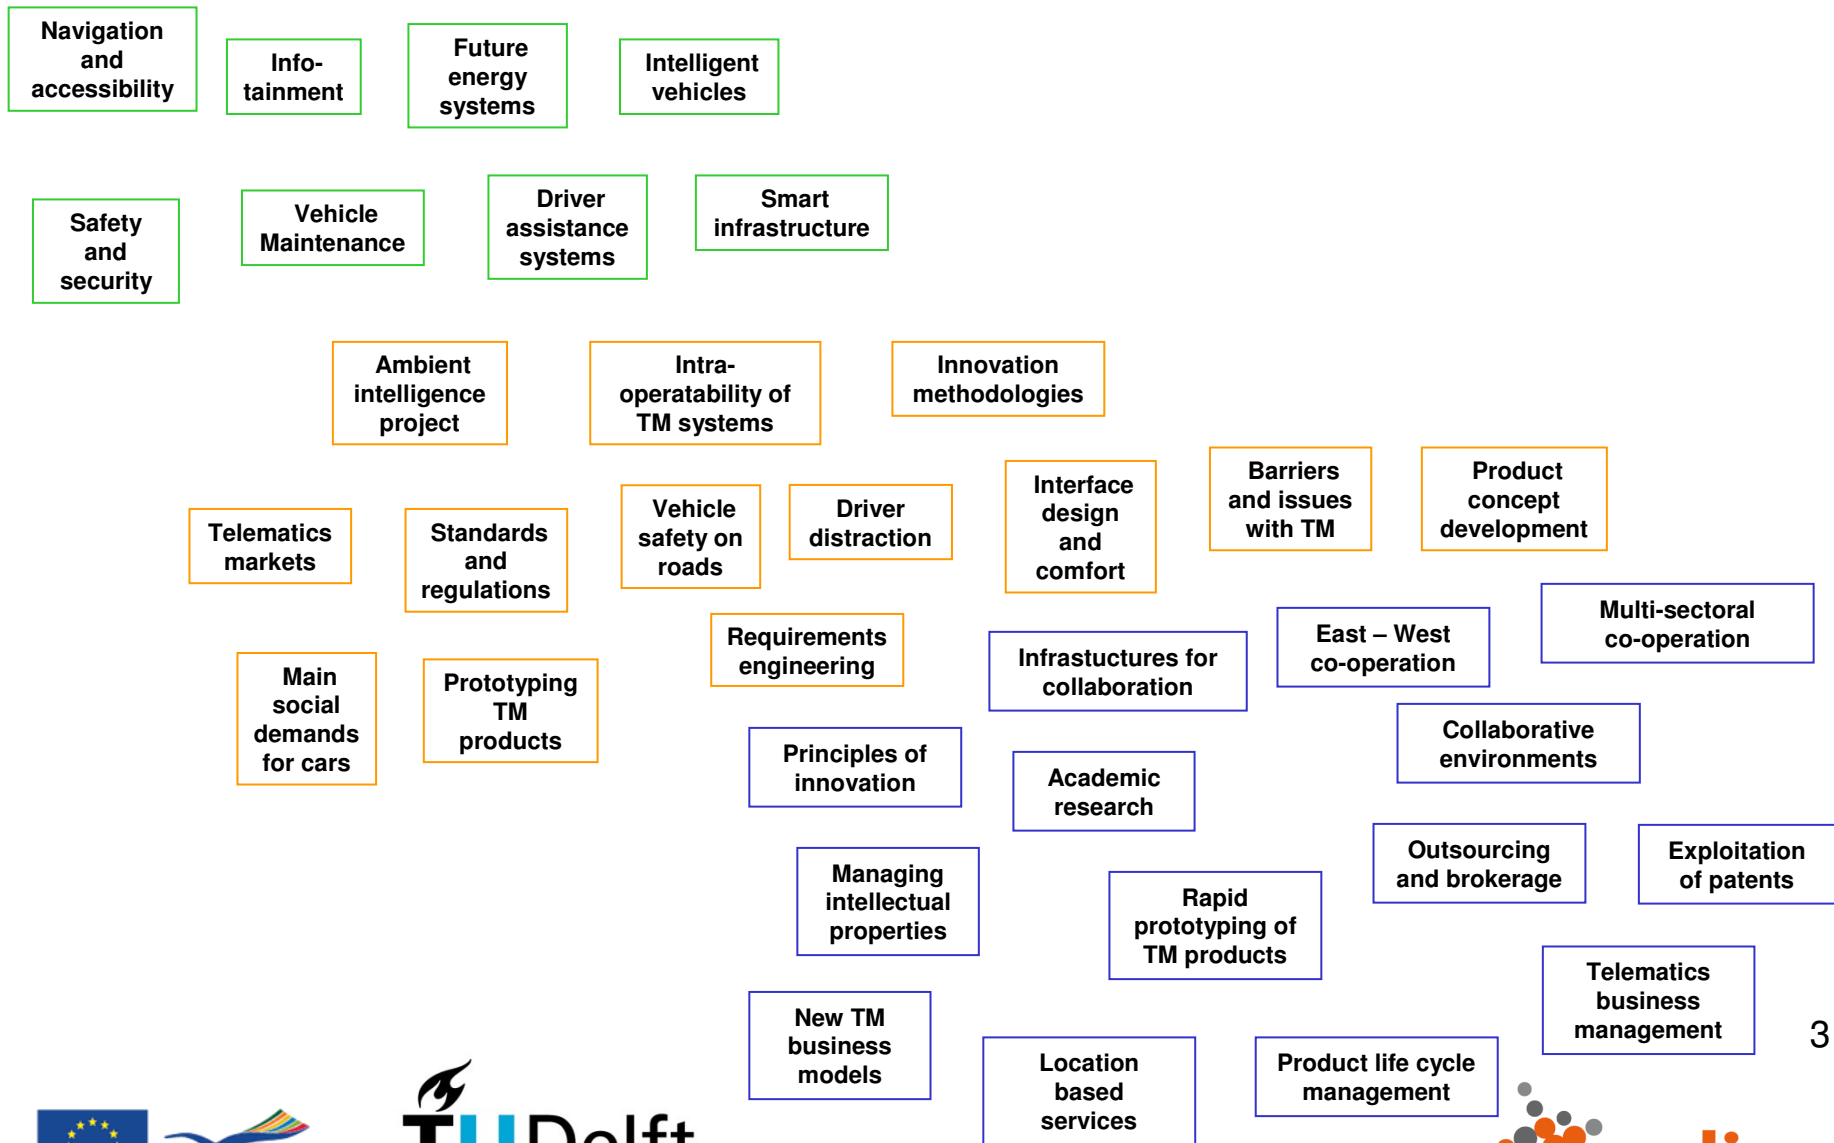 Navigation
and
accessibility
Info-
tainment
Future
energy
systems
Intelligent
vehicles
Safety
and
security
Vehicle
Maintenance
Driver
assistance
systems
Smart
infrastructure
Ambient
intelligence
project
Intra-
operatability of
TM systems
Innovation
methodologies
Telematics
markets
Standards
and
regulations
Vehicle
safety on
roads
Driver
distraction
Interface
design
and
comfort
Barriers
and issues
with TM
Product
concept
development
Main
social
demands
for cars
Prototyping
TM
products
Requirements
engineering
Infrastuctures for
collaboration
East – West
co-operation
Multi-sectoral
co-operation
Principles of
innovation
Academic
research
Collaborative
environments
Managing
intellectual
properties
Rapid
prototyping of
TM products
Outsourcing
and brokerage
Exploitation
of patents
New TM
business
models
Location
based
services
Product life cycle
management
Telematics
business
management
3
TUDelft